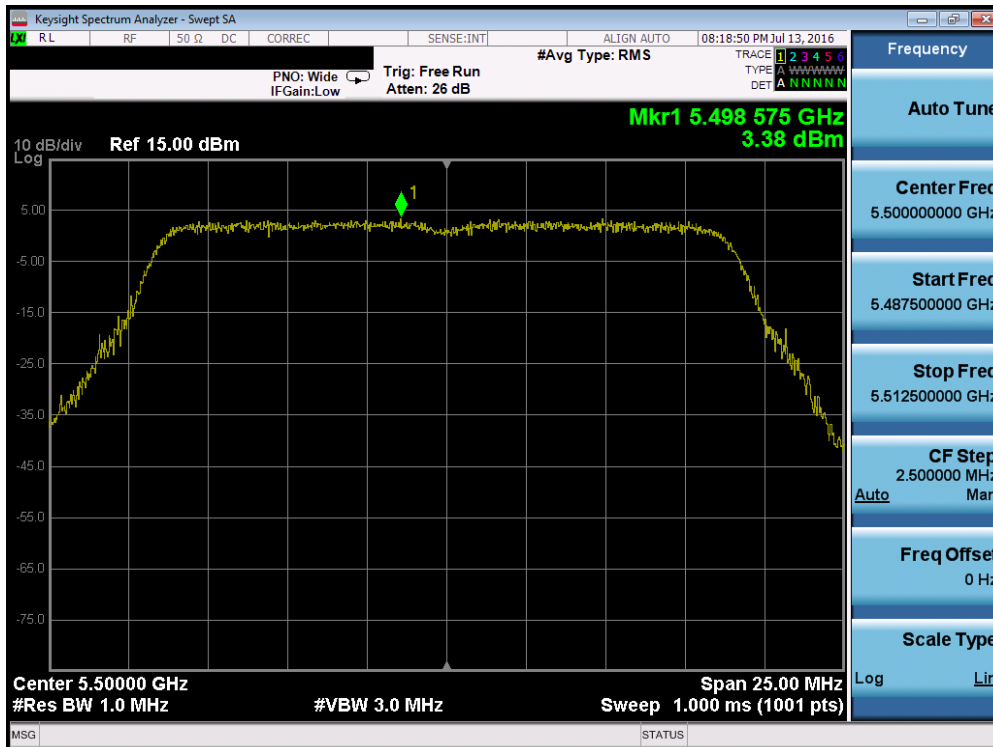 Keysight Spectrum Analyzer - Swept SA
LXI RL RF 50 Ω DC CORREC SENSE:INT ALIGN AUTO 08:18:50 PM Jul 13, 2016
#Avg Type: RMS
TRACE 1 2 3 4 5 6
TYPE A WWWWW
DET A N N N N N
PNO: Wide Trig: Free Run
IFGain:Low Atten: 26 dB
Mkr1 5.498 575 GHz
3.38 dBm
10 dB/div Ref 15.00 dBm
Log
1
5.00
-5.00
-15.0
-25.0
-35.0
-45.0
-55.0
-65.0
-75.0
Center 5.50000 GHz Span 25.00 MHz
#Res BW 1.0 MHz #VBW 3.0 MHz Sweep 1.000 ms (1001 pts)
MSG STATUS
Frequency
Auto Tune
Center Freq
5.500000000 GHz
Start Freq
5.487500000 GHz
Stop Freq
5.512500000 GHz
CF Step
2.500000 MHz
Auto Man
Freq Offset
0 Hz
Scale Type
Log Lin